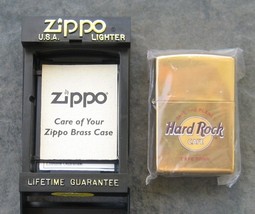 zippo
U.S.A. LIGHTER
zippo
Care of Your
Zippo Brass Case
LIFETIME GUARANTEE
Hard Rock
CAFE